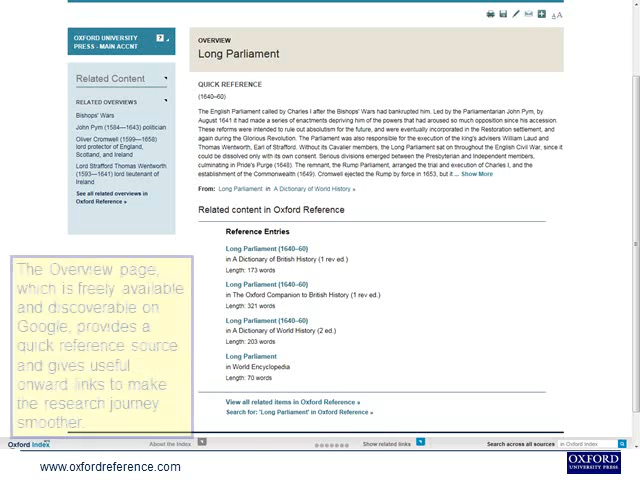 OXFORD UNIVERSITY
PRESS - MAIN ACCNT
?
AA
OVERVIEW
Long Parliament
Related Content
RELATED OVERVIEWS
Bishops' Wars
John Pym (1584—1643) politician
Oliver Cromwell (1599—1658)
lord protector of England,
Scotland, and Ireland
Lord Strafford Thomas Wentworth
(1593—1641) lord lieutenant of
Ireland
See all related overviews in
Oxford Reference »
QUICK REFERENCE
(1640–60)
The English Parliament called by Charles I after the Bishops' Wars had bankrupted him. Led by the Parliamentarian John Pym, by
August 1641 it had made a series of enactments depriving him of the powers that had aroused so much opposition since his accession.
These reforms were intended to rule out absolutism for the future, and were eventually incorporated in the Restoration settlement, and
again during the Glorious Revolution. The Parliament was also responsible for the execution of the king's advisers William Laud and
Thomas Wentworth, Earl of Strafford. Without its Cavalier members, the Long Parliament sat on throughout the English Civil War, since it
could be dissolved only with its own consent. Serious divisions emerged between the Presbyterian and Independent members,
culminating in Pride's Purge (1648). The remnant, the Rump Parliament, arranged the trial and execution of Charles I, and the
establishment of the Commonwealth (1649). Cromwell ejected the Rump by force in 1653, but it ... Show More
From: Long Parliament in A Dictionary of World History »
Related content in Oxford Reference
Reference Entries
Long Parliament (1640–60)
in A Dictionary of British History (1 rev ed.)
Length: 173 words
Long Parliament (1640–60)
in The Oxford Companion to British History (1 rev ed.)
Length: 321 words
Long Parliament (1640–60)
in A Dictionary of World History (2 ed.)
Length: 203 words
Long Parliament
in World Encyclopedia
Length: 70 words
View all related items in Oxford Reference »
Search for: 'Long Parliament' in Oxford Reference »
The Overview page,
which is freely available
and discoverable on
Google, provides a
quick reference source
and gives useful
onward links to make
the research journey
smoother.
Oxford Index
About the Index
Show related links
Search across all sources
in Oxford Index
www.oxfordreference.com
OXFORD
UNIVERSITY PRESS